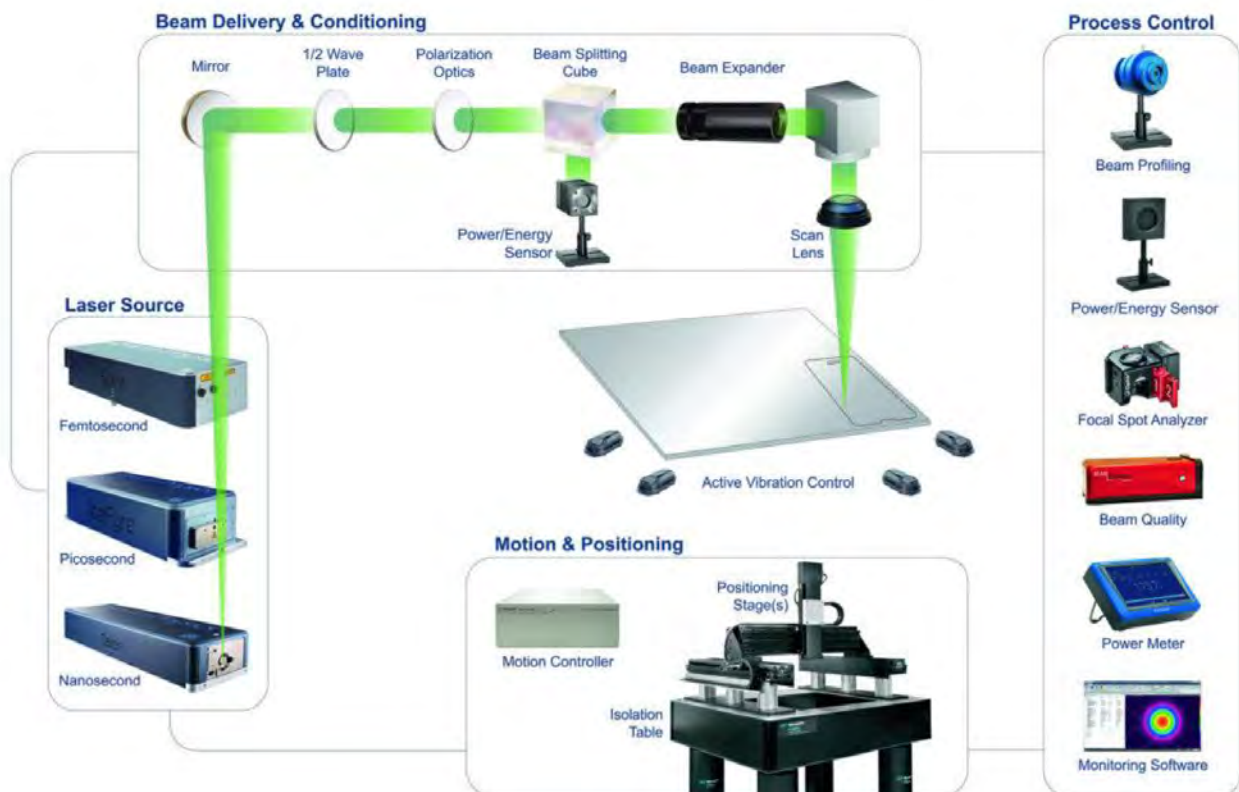 Beam Delivery & Conditioning
Process Control
Mirror
1/2 Wave
Plate
Polarization
Optics
Beam Splitting
Cube
Beam Expander
Power/Energy
Sensor
Scan
Lens
Beam Profiling
Power/Energy Sensor
Focal Spot Analyzer
Beam Quality
Power Meter
Monitoring Software
Laser Source
Femtosecond
Picosecond
Nanosecond
Active Vibration Control
Motion & Positioning
Motion Controller
Positioning
Stage(s)
Isolation
Table